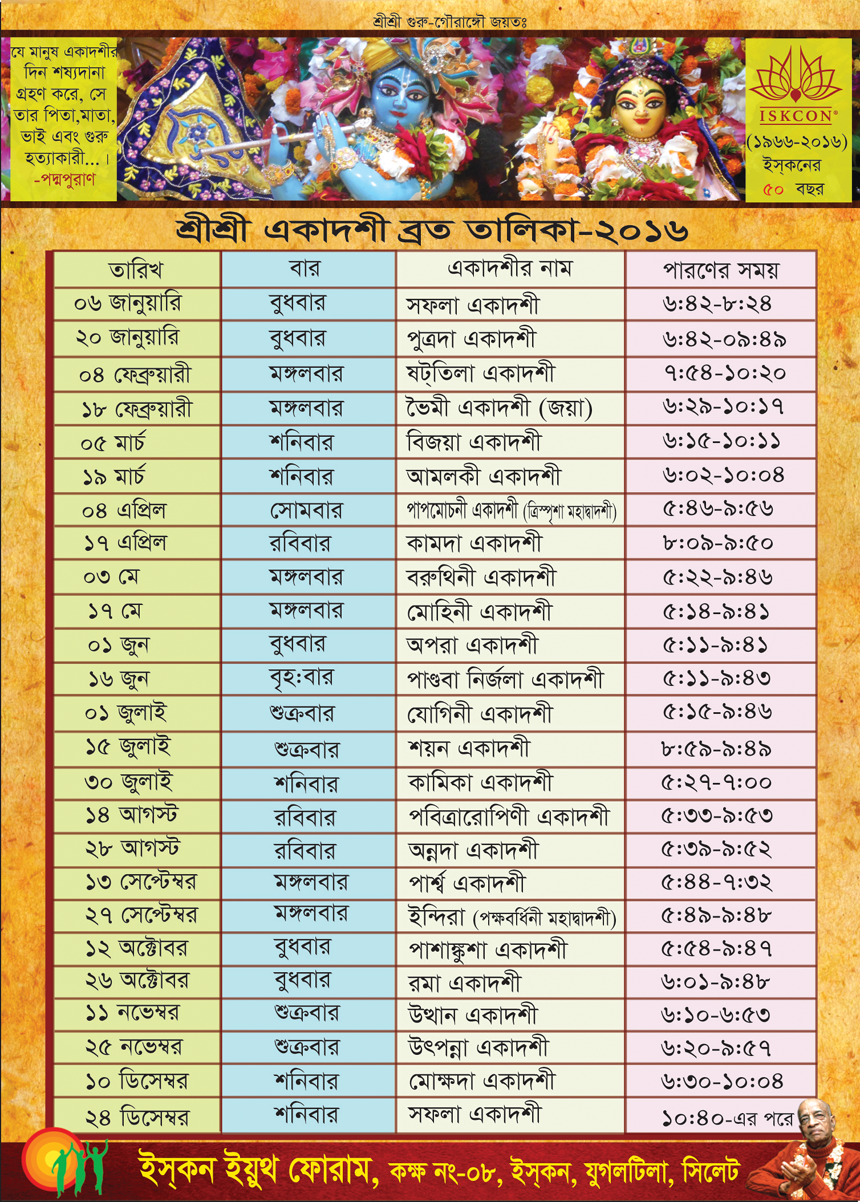 শ্রীশ্রী গুরু-গৌরাঙ্গৌ জয়তঃ
যে মানুষ একাদশীর
দিন শষ্যদানা
গ্রহণ করে, সে
তার পিতা,মাতা,
ভাই এবং গুরু
হত্যাকারী...।
-পদ্মপুরাণ
ISKCON®
(১৯৬৬-২০১৬)
ইস্‌কনের
৫০ বছর
শ্রীশ্রী একাদশী ব্রত তালিকা-২০১৬
তারিখ বার একাদশীর নাম পারণের সময়
০৬ জানুয়ারি বুধবার সফলা একাদশী ৬:৪২-৮:২৪
২০ জানুয়ারি বুধবার পুত্রদা একাদশী ৬:৪২-০৯:৪৯
০৪ ফেব্রুয়ারী মঙ্গলবার ষট্‌তিলা একাদশী ৭:৫৪-১০:২০
১৮ ফেব্রুয়ারী মঙ্গলবার ভৈমী একাদশী (জয়া) ৬:২৯-১০:১৭
০৫ মার্চ শনিবার বিজয়া একাদশী ৬:১৫-১০:১১
১৯ মার্চ শনিবার আমলকী একাদশী ৬:০২-১০:০৪
০৪ এপ্রিল সোমবার পাপমোচনী একাদশী (ত্রিস্পৃশা মহাদ্বাদশী) ৫:৪৬-৯:৫৬
১৭ এপ্রিল রবিবার কামদা একাদশী ৮:০৯-৯:৫০
০৩ মে মঙ্গলবার বরুথিনী একাদশী ৫:২২-৯:৪৬
১৭ মে মঙ্গলবার মোহিনী একাদশী ৫:১৪-৯:৪১
০১ জুন বুধবার অপরা একাদশী ৫:১১-৯:৪১
১৬ জুন বৃহ:বার পাণ্ডবা নির্জলা একাদশী ৫:১১-৯:৪৩
০১ জুলাই শুক্রবার যোগিনী একাদশী ৫:১৫-৯:৪৬
১৫ জুলাই শুক্রবার শয়ন একাদশী ৮:৫৯-৯:৪৯
৩০ জুলাই শনিবার কামিকা একাদশী ৫:২৭-৭:০০
১৪ আগস্ট রবিবার পবিত্রারোপিণী একাদশী ৫:৩৩-৯:৫৩
২৮ আগস্ট রবিবার অন্নদা একাদশী ৫:৩৯-৯:৫২
১৩ সেপ্টেম্বর মঙ্গলবার পার্শ্ব একাদশী ৫:৪৪-৭:৩২
২৭ সেপ্টেম্বর মঙ্গলবার ইন্দিরা (পক্ষবর্ধিনী মহাদ্বাদশী) ৫:৪৯-৯:৪৮
১২ অক্টোবর বুধবার পাশাঙ্কুশা একাদশী ৫:৫৪-৯:৪৭
২৬ অক্টোবর বুধবার রমা একাদশী ৬:০১-৯:৪৮
১১ নভেম্বর শুক্রবার উত্থান একাদশী ৬:১০-৬:৫৩
২৫ নভেম্বর শুক্রবার উৎপন্না একাদশী ৬:২০-৯:৫৭
১০ ডিসেম্বর শনিবার মোক্ষদা একাদশী ৬:৩০-১০:০৪
২৪ ডিসেম্বর শনিবার সফলা একাদশী ১০:৪০-এর পরে
ইস্‌কন ইয়ুথ ফোরাম, কক্ষ নং-০৮, ইস্‌কন, যুগলটিলা, সিলেট